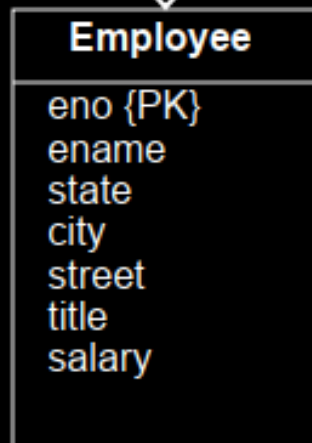 Employee
eno {PK}
ename
state
city
street
title
salary